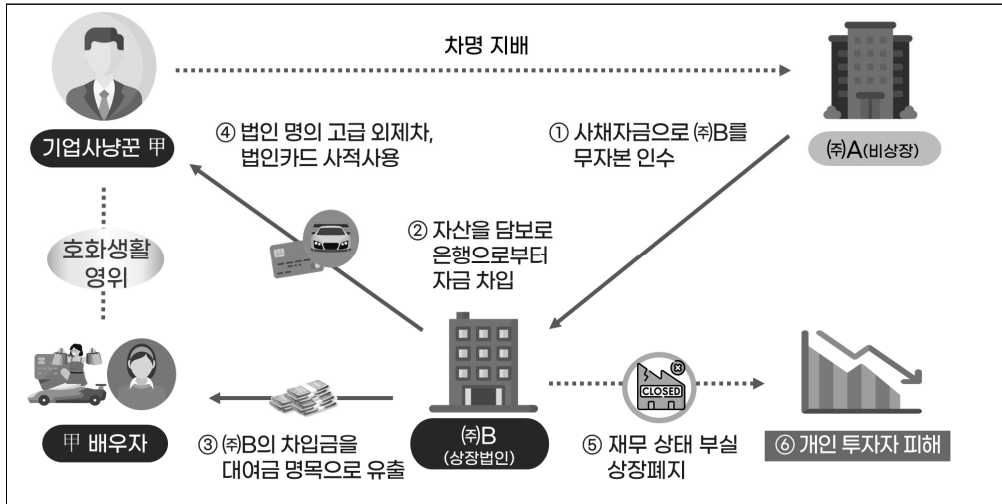 차명 지배
기업사냥꾼 甲
④ 법인 명의 고급 외제차,
법인카드 사적사용
① 사채자금으로 ㈜B를
무자본 인수
㈜A(비상장)
호화생활
영위
② 자산을 담보로
은행으로부터
자금 차입
CLOSED
甲 배우자
③ ㈜B의 차입금을
대여금 명목으로 유출
㈜B
(상장법인)
⑤ 재무 상태 부실
상장폐지
⑥ 개인 투자자 피해